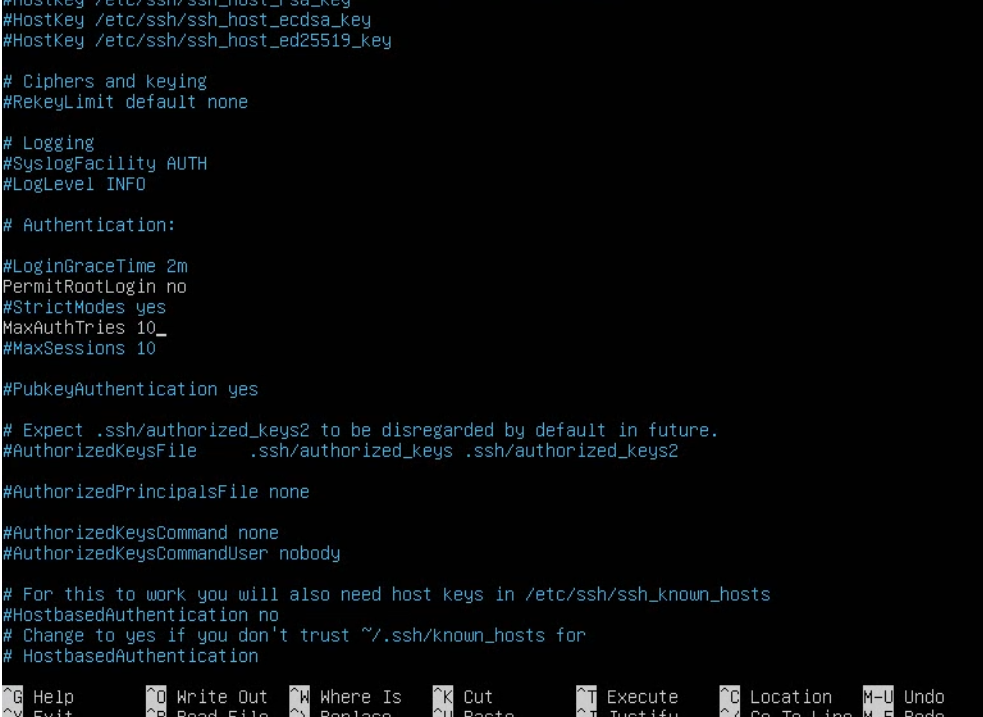 #HostKey /etc/ssh/ssh_host_rsa_key
#HostKey /etc/ssh/ssh_host_ecdsa_key
#HostKey /etc/ssh/ssh_host_ed25519_key

# Ciphers and keying
#RekeyLimit default none

# Logging
#SyslogFacility AUTH
#LogLevel INFO

# Authentication:

#LoginGraceTime 2m
PermitRootLogin no
#StrictModes yes
MaxAuthTries 10_
#MaxSessions 10

#PubkeyAuthentication yes

# Expect .ssh/authorized_keys2 to be disregarded by default in future.
#AuthorizedKeysFile     .ssh/authorized_keys .ssh/authorized_keys2

#AuthorizedPrincipalsFile none

#AuthorizedKeysCommand none
#AuthorizedKeysCommandUser nobody

# For this to work you will also need host keys in /etc/ssh/ssh_known_hosts
#HostbasedAuthentication no
# Change to yes if you don't trust ~/.ssh/known_hosts for
# HostbasedAuthentication

^G Help ^O Write Out ^W Where Is ^K Cut ^T Execute ^C Location M-U Undo
^X Exit ^R Read File ^\ Replace ^U Paste ^J Justify ^/ Go To Line M-E Redo